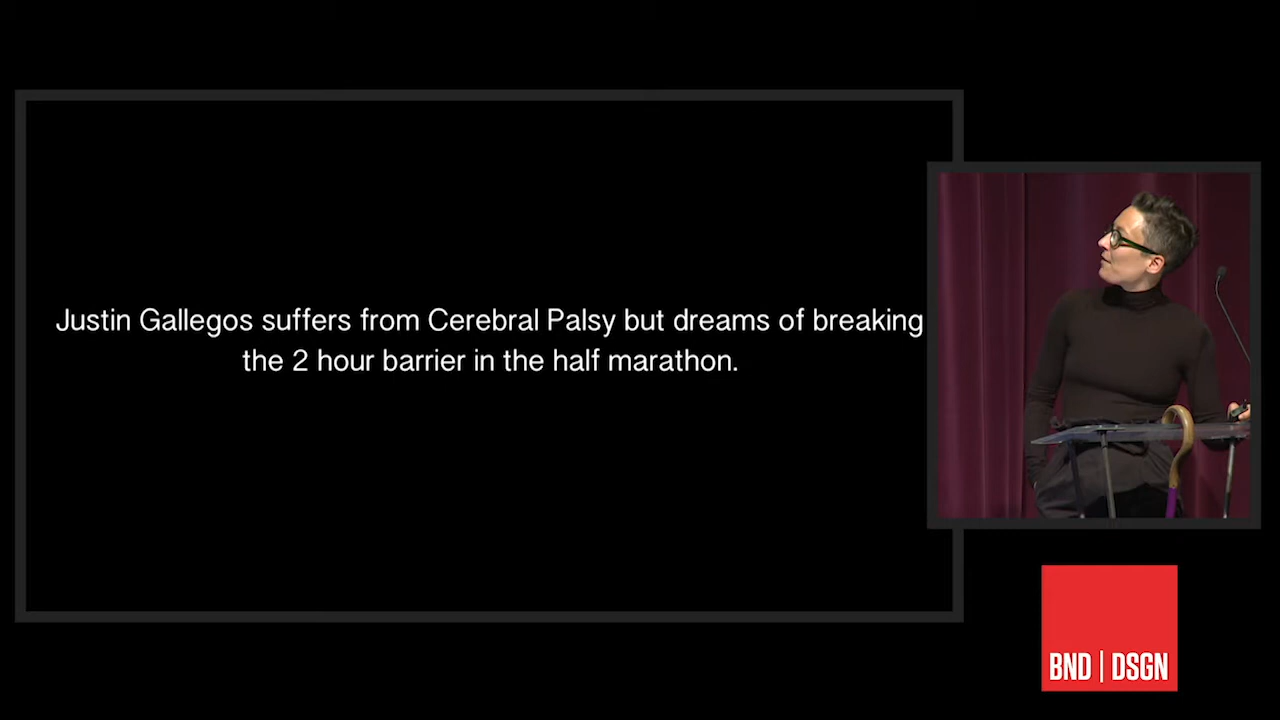 Justin Gallegos suffers from Cerebral Palsy but dreams of breaking
the 2 hour barrier in the half marathon.
BND | DSGN